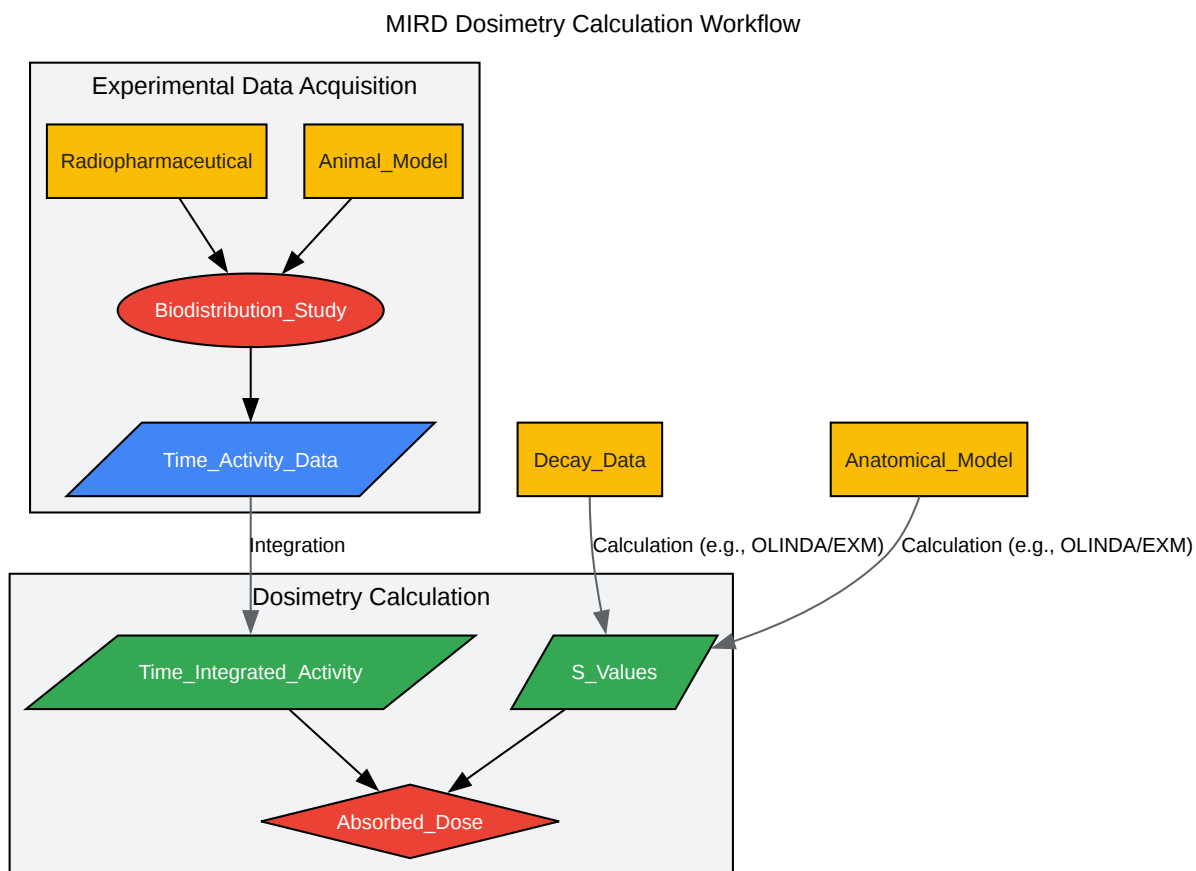 MIRD Dosimetry Calculation Workflow
Experimental Data Acquisition
Radiopharmaceutical
Animal_Model
Biodistribution_Study
Time_Activity_Data
Decay_Data
Anatomical_Model
Integration
Calculation (e.g., OLINDA/EXM)
Calculation (e.g., OLINDA/EXM)
Dosimetry Calculation
Time_Integrated_Activity
S_Values
Absorbed_Dose